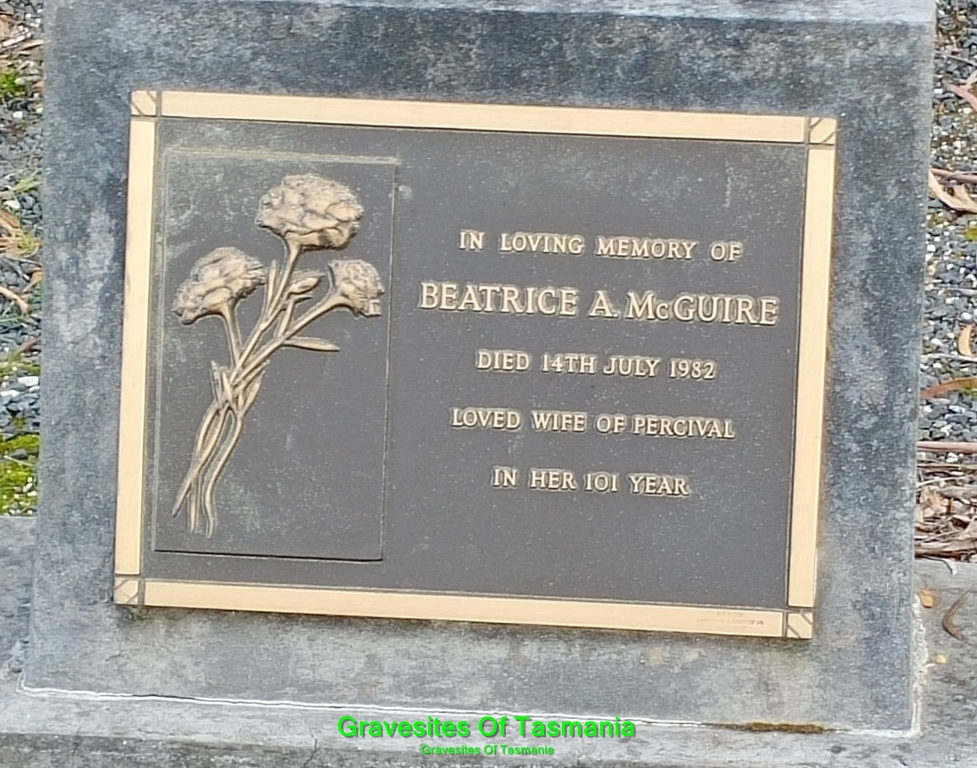 IN LOVING MEMORY OF
BEATRICE A. McGUIRE
DIED 14TH JULY 1982
LOVED WIFE OF PERCIVAL
IN HER 101 YEAR
Gravesites Of Tasmania
Gravesites Of Tasmania